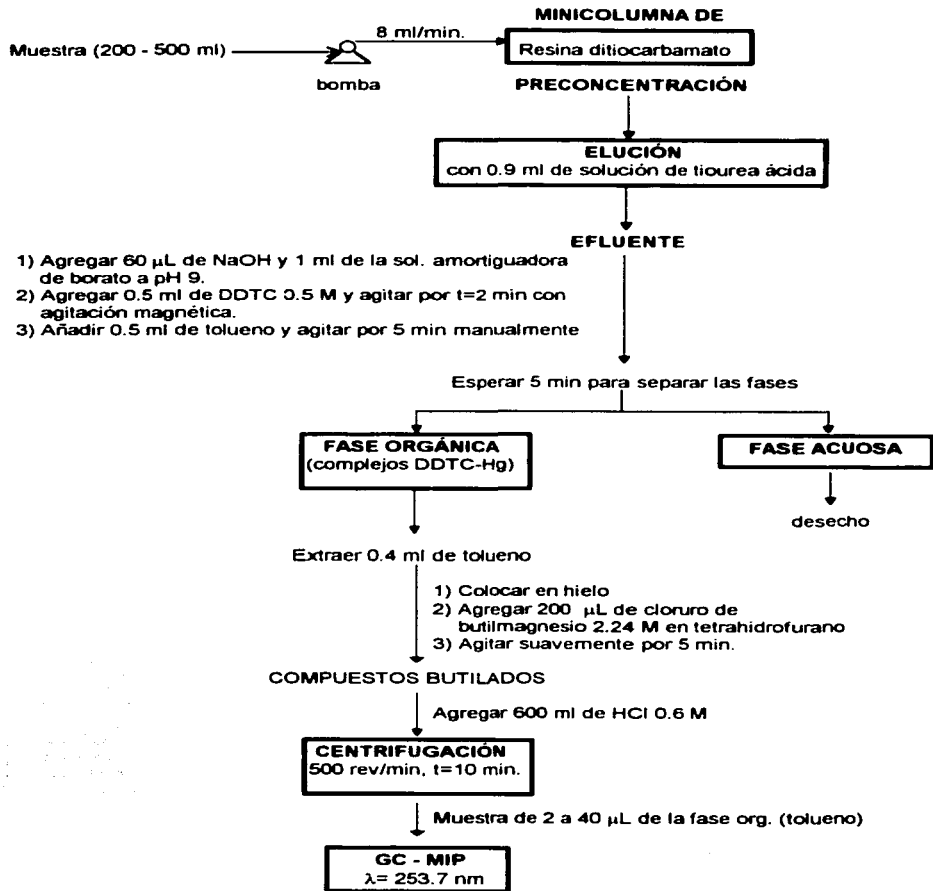 MINICOLUMNA DE
8 ml/min.
Muestra (200 - 500 ml)
Resina ditiocarbamato
bomba
PRECONCENTRACIÓN
ELUCIÓN
con 0.9 ml de solución de tiourea ácida
EFLUENTE
1) Agregar 60 µL de NaOH y 1 ml de la sol. amortiguadora
de borato a pH 9.
2) Agregar 0.5 ml de DDTC 0.5 M y agitar por t=2 min con
agitación magnética.
3) Añadir 0.5 ml de tolueno y agitar por 5 min manualmente
Esperar 5 min para separar las fases
FASE ORGÁNICA
(complejos DDTC-Hg)
FASE ACUOSA
desecho
Extraer 0.4 ml de tolueno
1) Colocar en hielo
2) Agregar 200 µL de cloruro de
butilmagnesio 2.24 M en tetrahidrofurano
3) Agitar suavemente por 5 min.
COMPUESTOS BUTILADOS
Agregar 600 ml de HCl 0.6 M
CENTRIFUGACIÓN
500 rev/min, t=10 min.
Muestra de 2 a 40 µL de la fase org. (tolueno)
GC - MIP
λ= 253.7 nm